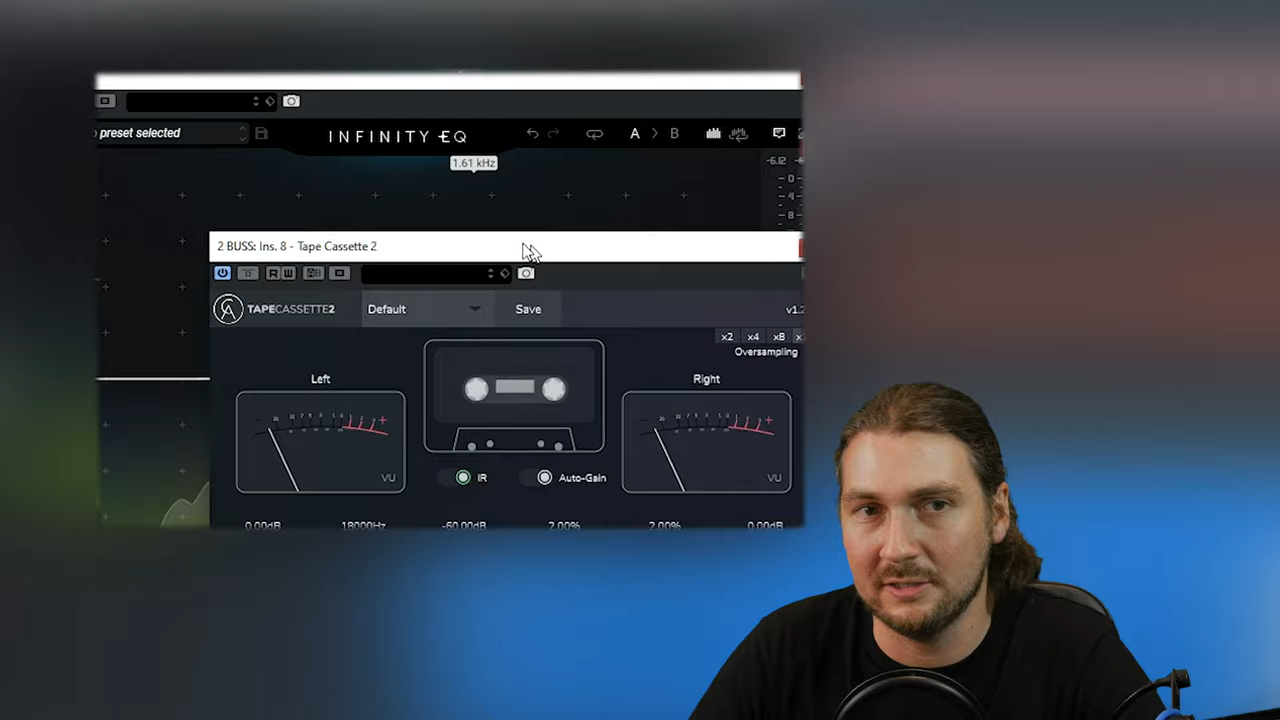 preset selected
INFINITY EQ
A
B
1.61 kHz
-6.12
0
4
8
2 BUSS: Ins. 8 - Tape Cassette 2
R W
TAPECASSETTE2
Default
Save
x2 x4 x8
Oversampling
Left
Right
VU
VU
IR
Auto-Gain
0.00dB 18000Hz -60.00dB 2.00% 2.00% 0.00dB